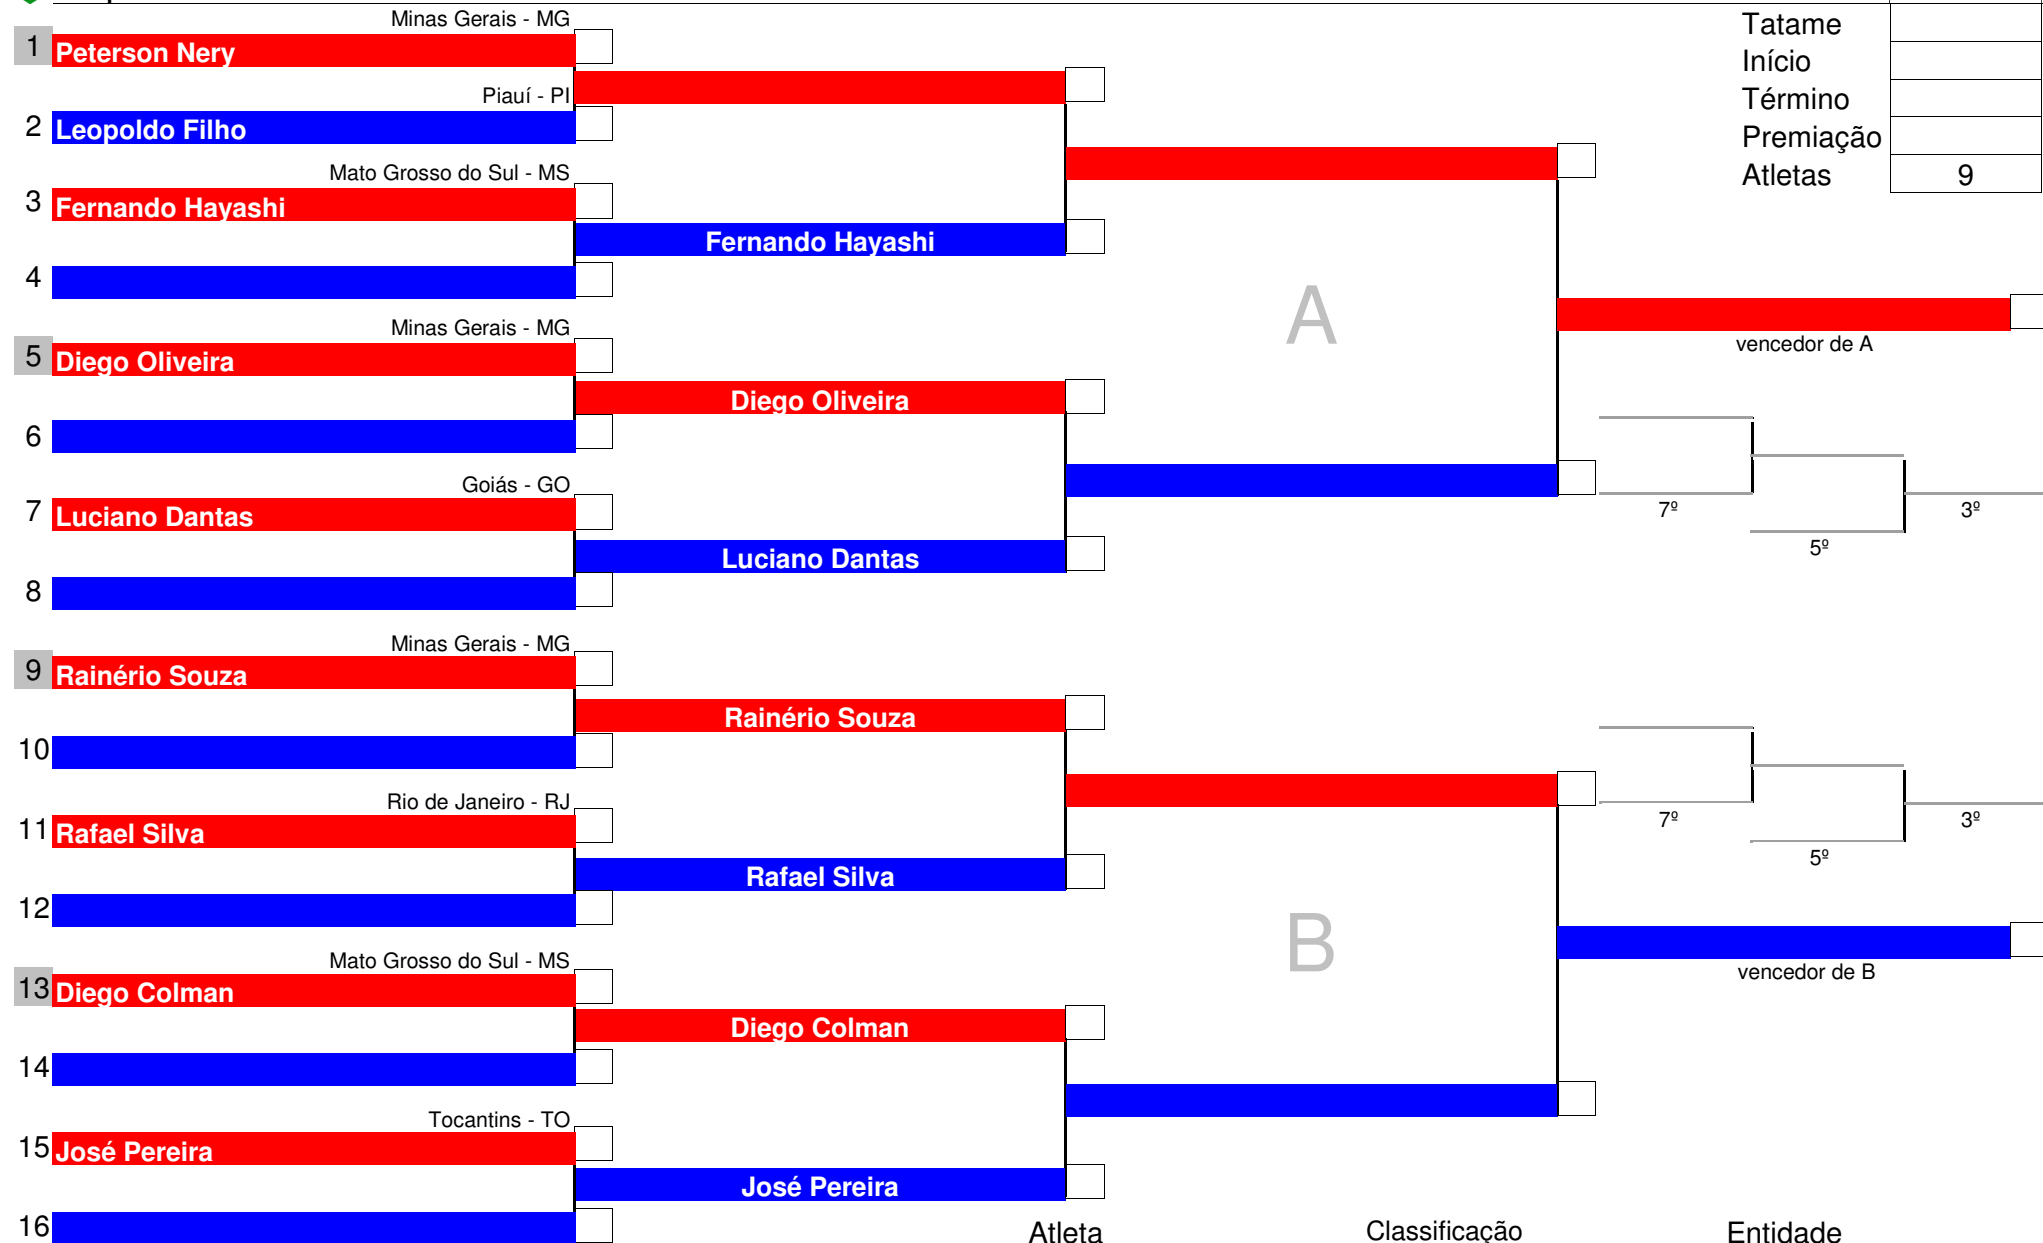 Minas Gerais - MG
Tatame
1 Peterson Nery
Início
Piauí - PI
Término
2 Leopoldo Filho
Premiação
Mato Grosso do Sul - MS
Atletas 9
3 Fernando Hayashi
Fernando Hayashi
4
A
Minas Gerais - MG
vencedor de A
5 Diego Oliveira
Diego Oliveira
6
Goiás - GO
7 Luciano Dantas
7º 3º
5º
Luciano Dantas
8
Minas Gerais - MG
9 Rainério Souza
Rainério Souza
10
Rio de Janeiro - RJ
11 Rafael Silva
7º 3º
5º
Rafael Silva
12
B
Mato Grosso do Sul - MS
vencedor de B
13 Diego Colman
Diego Colman
14
Tocantins - TO
15 José Pereira
José Pereira
16
Atleta Classificação Entidade